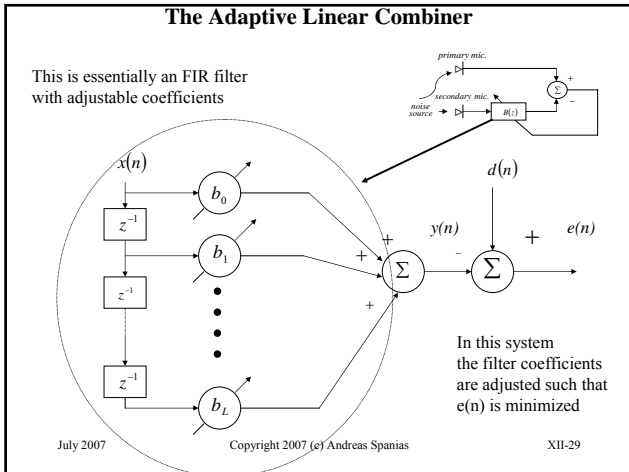 The Adaptive Linear Combiner
This is essentially an FIR filter
with adjustable coefficients
primary mic.
secondary mic.
noise
source
B(z)
Σ
+
−
x(n)
z⁻¹
z⁻¹
z⁻¹
b₀
b₁
b_L
+
+
+
Σ
y(n)
-
d(n)
Σ
+
e(n)
In this system
the filter coefficients
are adjusted such that
e(n) is minimized
July 2007 Copyright 2007 (c) Andreas Spanias XII-29